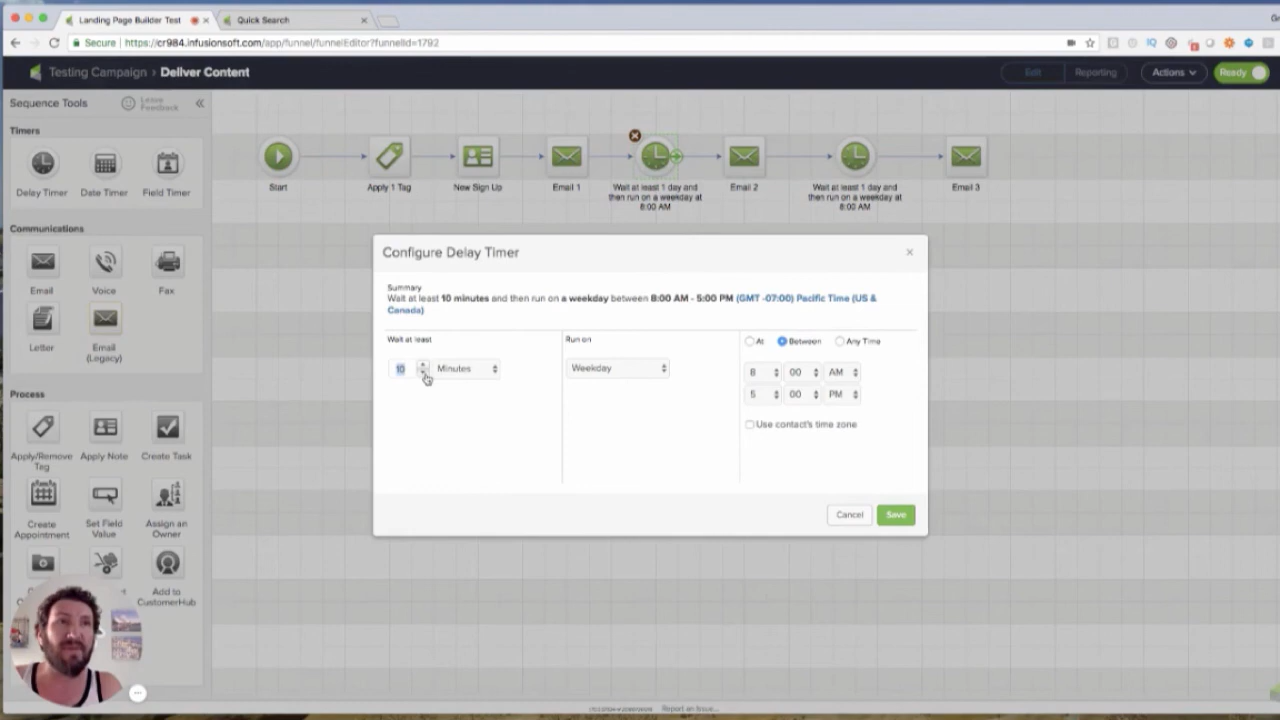 Landing Page Builder Test
Quick Search
Secure https://cr984.infusionsoft.com/app/funnel/funnelEditor?funnelId=1792
Testing Campaign › Deliver Content
Edit
Reporting
Actions
Ready
Sequence Tools
Leave
Feedback
«
Timers
Delay Timer
Date Timer
Field Timer
Communications
Email
Voice
Fax
Letter
Email
(Legacy)
Process
Apply/Remove
Tag
Apply Note
Create Task
Create
Appointment
Set Field
Value
Assign an
Owner
Add to
CustomerHub
Start
Apply 1 Tag
New Sign Up
Email 1
Wait at least 1 day and
then run on a weekday at
8:00 AM
Email 2
Wait at least 1 day and
then run on a weekday at
8:00 AM
Email 3
Configure Delay Timer
×
Summary
Wait at least 10 minutes and then run on a weekday between 8:00 AM - 5:00 PM (GMT -07:00) Pacific Time (US &
Canada)
Wait at least
10
Minutes
Run on
Weekday
At
Between
Any Time
8 00 AM
5 00 PM
Use contact's time zone
Cancel
Save
Report an Issue...